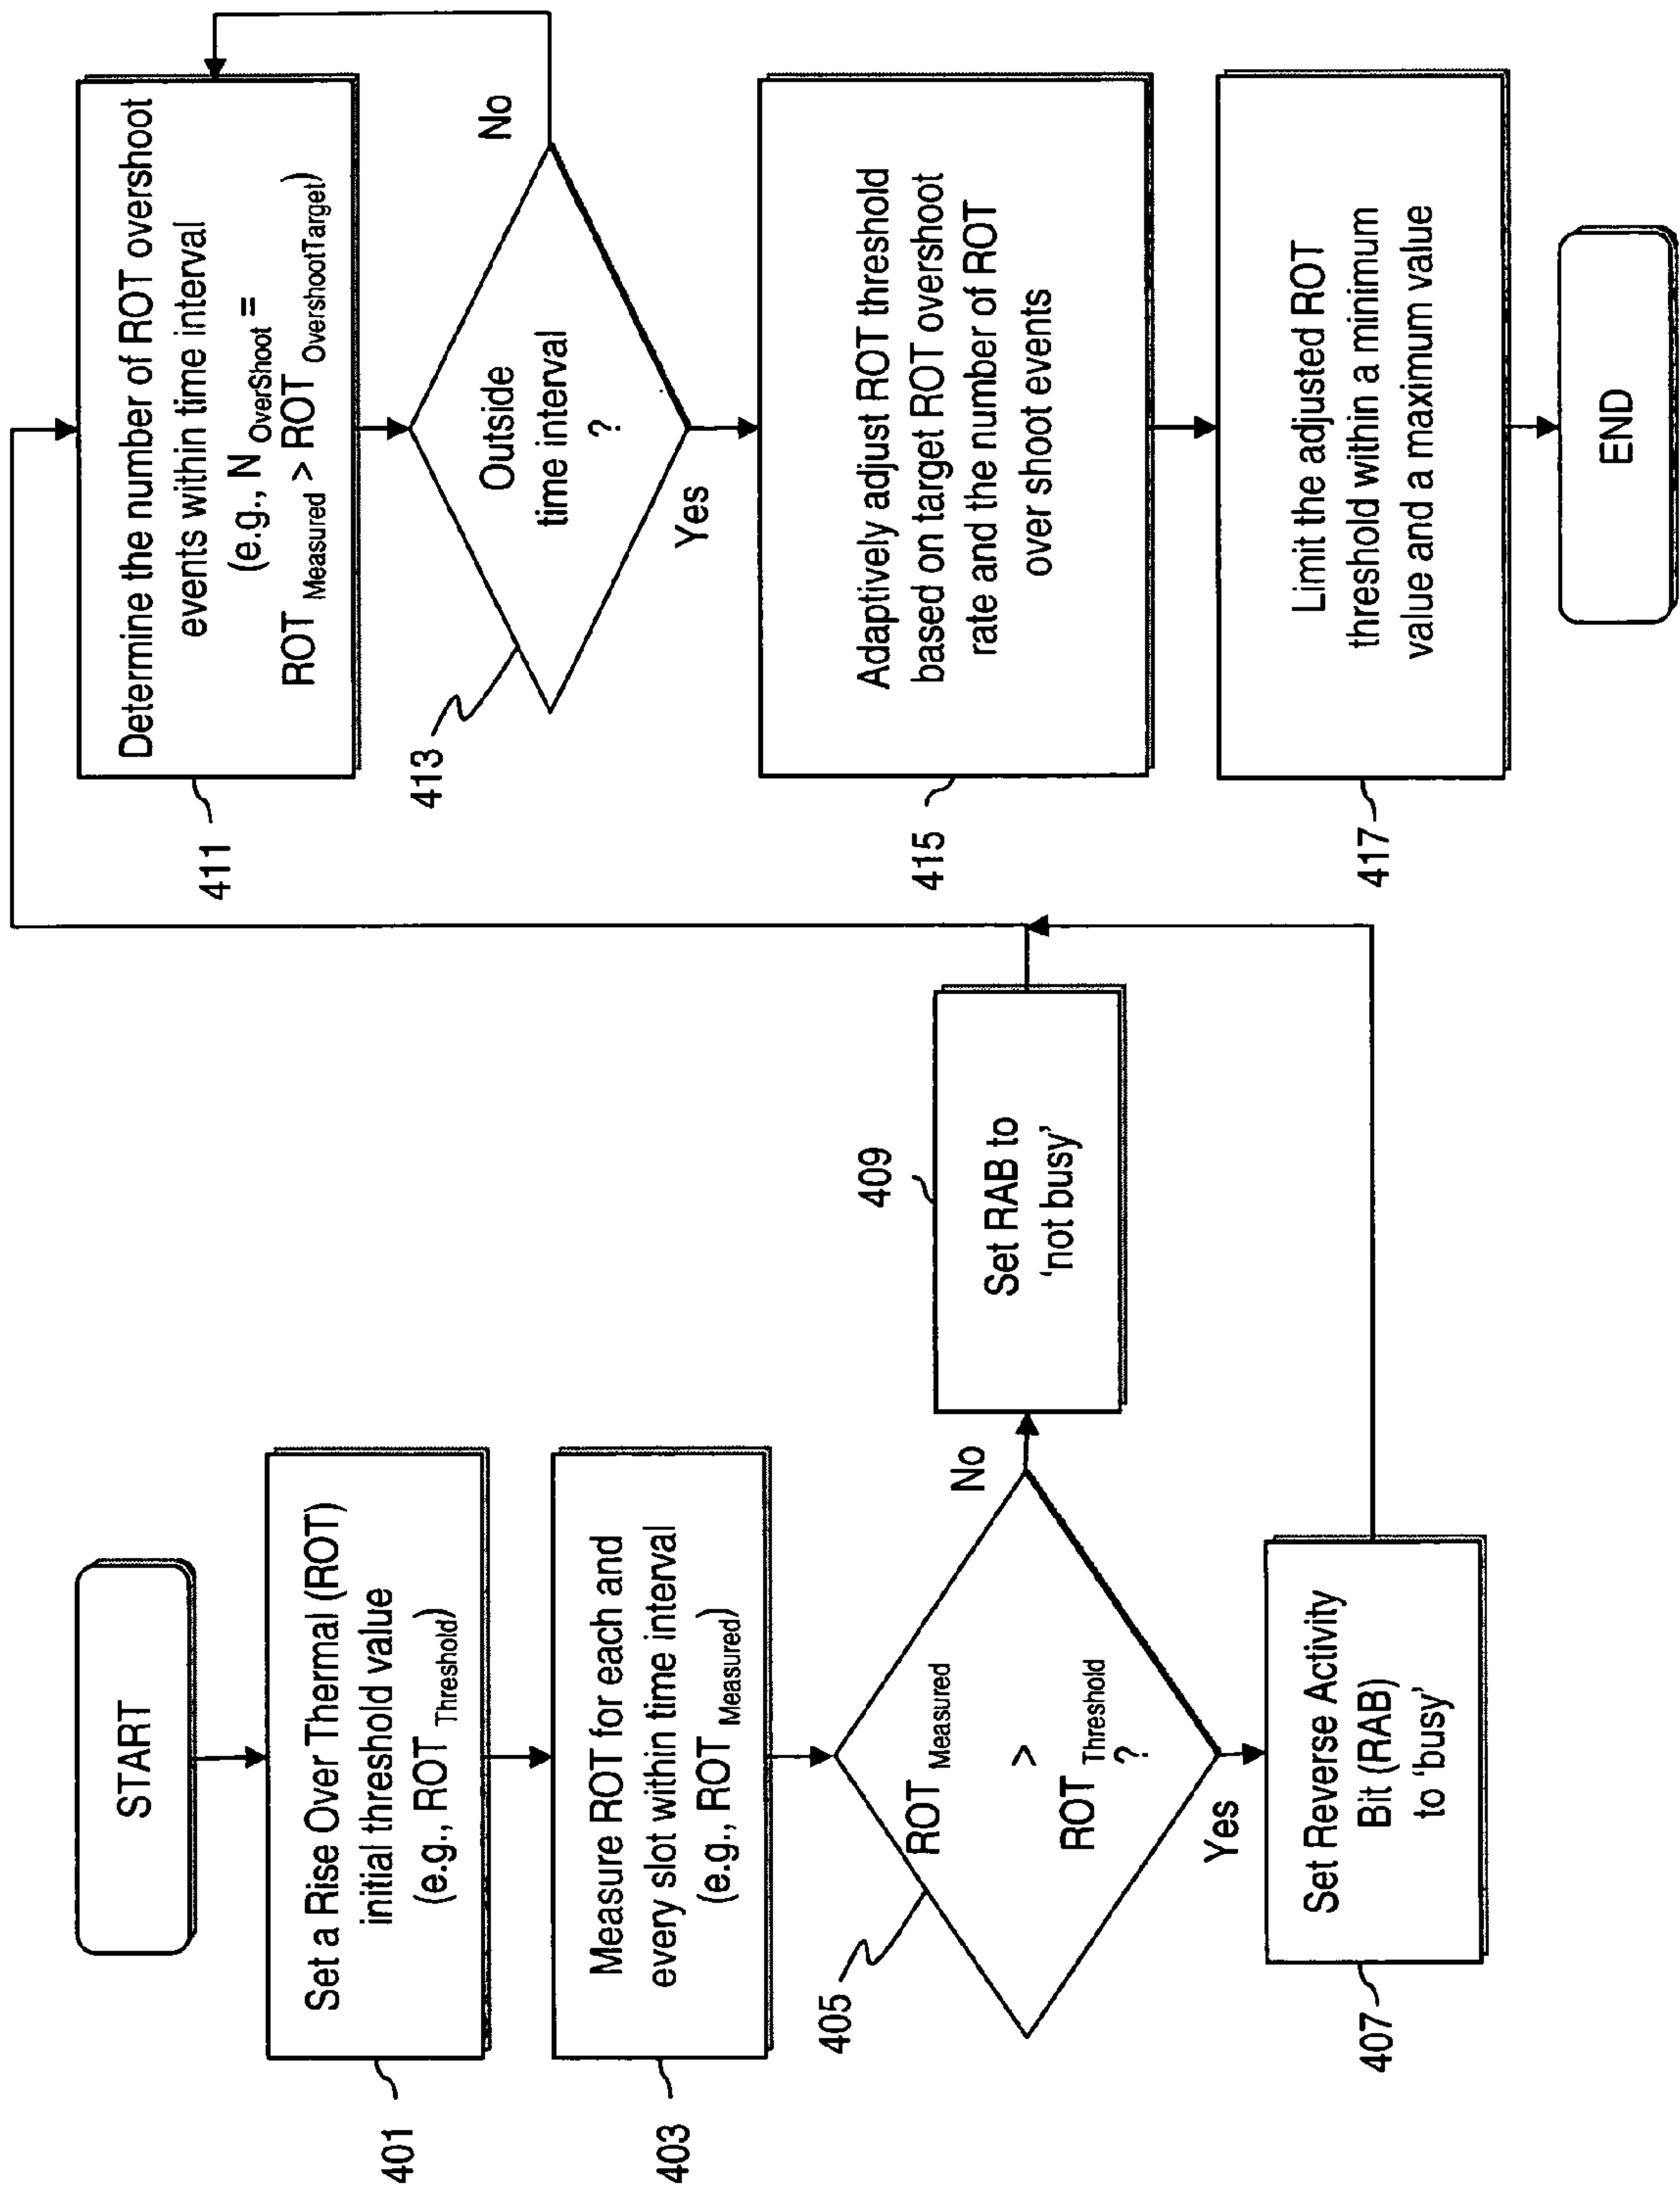 START
Set a Rise Over Thermal (ROT)
initial threshold value
(e.g., ROT Threshold)
401
Measure ROT for each and
every slot within time interval
(e.g., ROT Measured)
403
ROT Measured
>
ROT Threshold
?
405
No
Yes
Set Reverse Activity
Bit (RAB)
to ‘busy’
407
409
Set RAB to
‘not busy’
Determine the number of ROT overshoot
events within time interval
(e.g., N OverShoot =
ROT Measured > ROT OvershootTarget)
411
Outside
time interval
?
413
No
Yes
Adaptively adjust ROT threshold
based on target ROT overshoot
rate and the number of ROT
over shoot events
415
Limit the adjusted ROT
threshold within a minimum
value and a maximum value
417
END